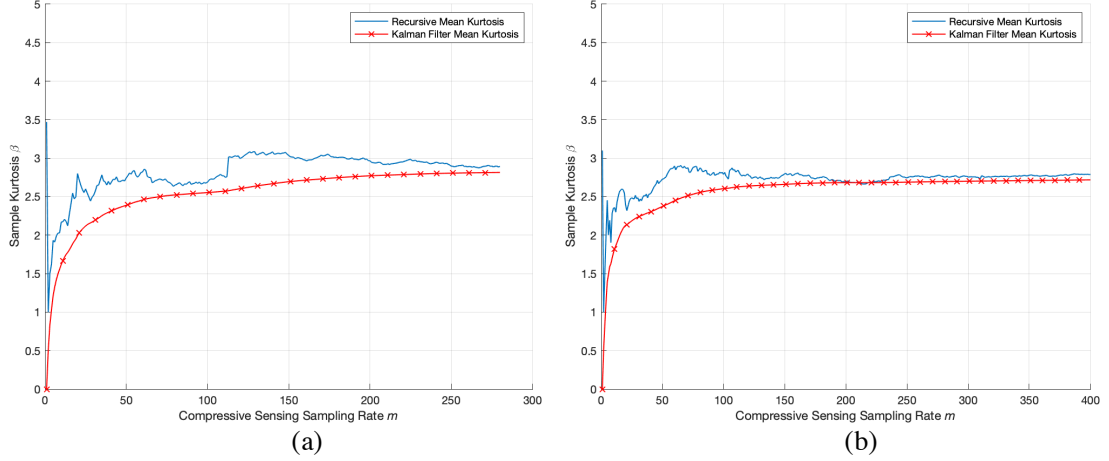 5
4.5
4
3.5
3
2.5
2
1.5
1
0.5
0
Sample Kurtosis β
Recursive Mean Kurtosis
Kalman Filter Mean Kurtosis
0 50 100 150 200 250 300
Compressive Sensing Sampling Rate m
(a)
5
4.5
4
3.5
3
2.5
2
1.5
1
0.5
0
Sample Kurtosis β
Recursive Mean Kurtosis
Kalman Filter Mean Kurtosis
0 50 100 150 200 250 300 350 400
Compressive Sensing Sampling Rate m
(b)